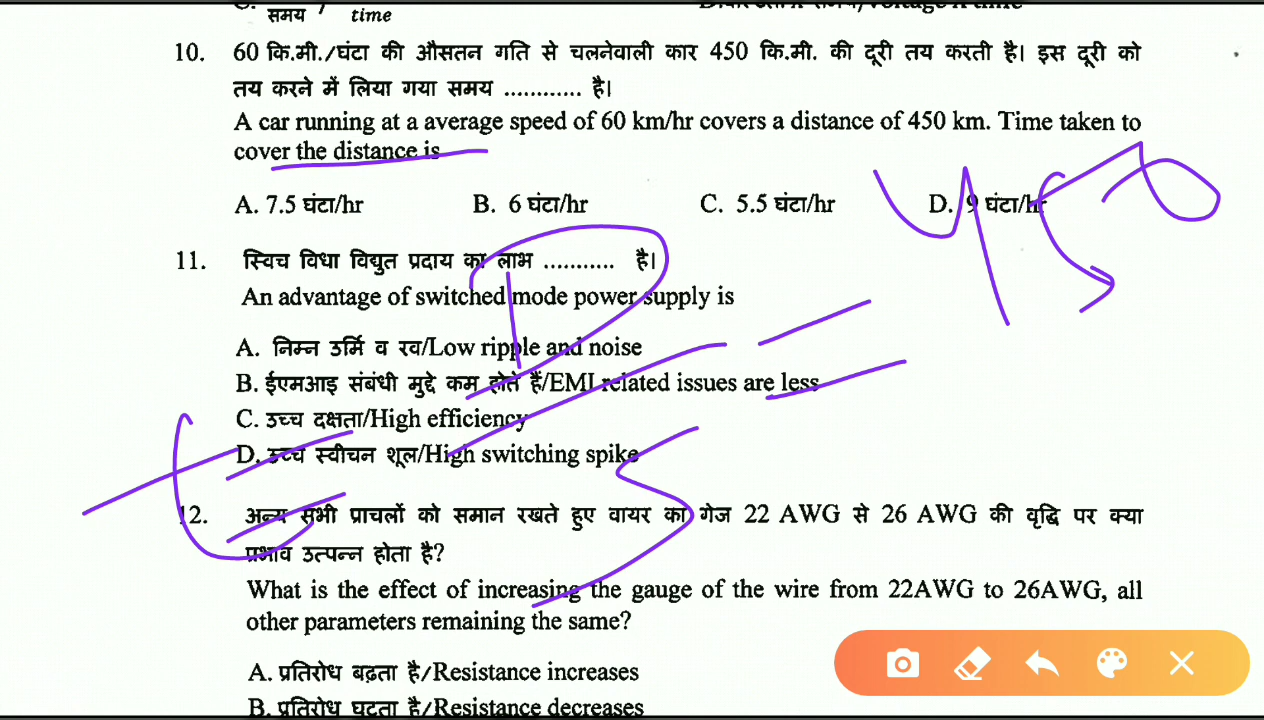 समय / time
10. 60 कि.मी./घंटा की औसतन गति से चलनेवाली कार 450 कि.मी. की दूरी तय करती है। इस दूरी को
तय करने में लिया गया समय ............ है।
A car running at a average speed of 60 km/hr covers a distance of 450 km. Time taken to
cover the distance is
A. 7.5 घंटा/hr B. 6 घंटा/hr C. 5.5 घंटा/hr D. 9 घंटा/hr
450
11. स्विच विधा विद्युत प्रदाय का लाभ ........... है।
An advantage of switched mode power supply is
A. निम्न उर्मि व रव/Low ripple and noise
B. ईएमआइ संबंधी मुद्दे कम होते हैं/EMI related issues are less
C. उच्च दक्षता/High efficiency
D. उच्च स्वीचन शूल/High switching spike
12. अन्य सभी प्राचलों को समान रखते हुए वायर का गेज 22 AWG से 26 AWG की वृद्धि पर क्या
प्रभाव उत्पन्न होता है?
What is the effect of increasing the gauge of the wire from 22AWG to 26AWG, all
other parameters remaining the same?
A. प्रतिरोध बढ़ता है/Resistance increases
B. प्रतिरोध घटता है/Resistance decreases